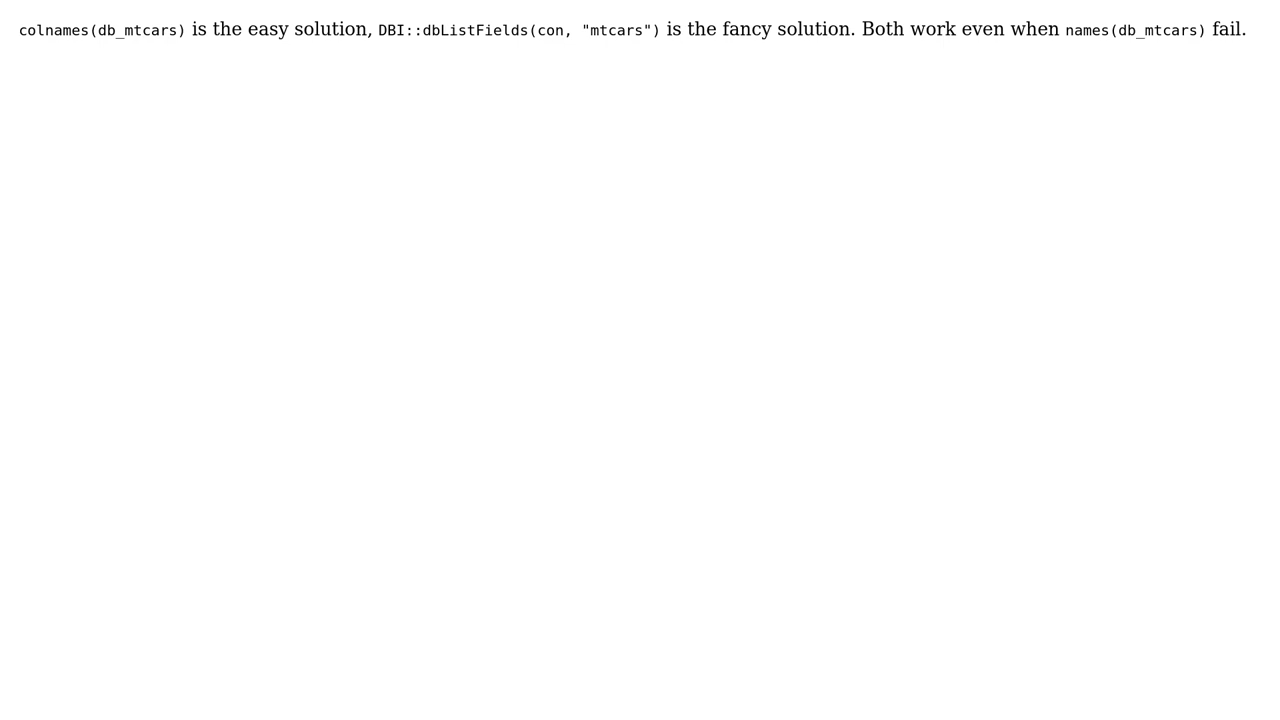 colnames(db_mtcars) is the easy solution, DBI::dbListFields(con, "mtcars") is the fancy solution. Both work even when names(db_mtcars) fail.